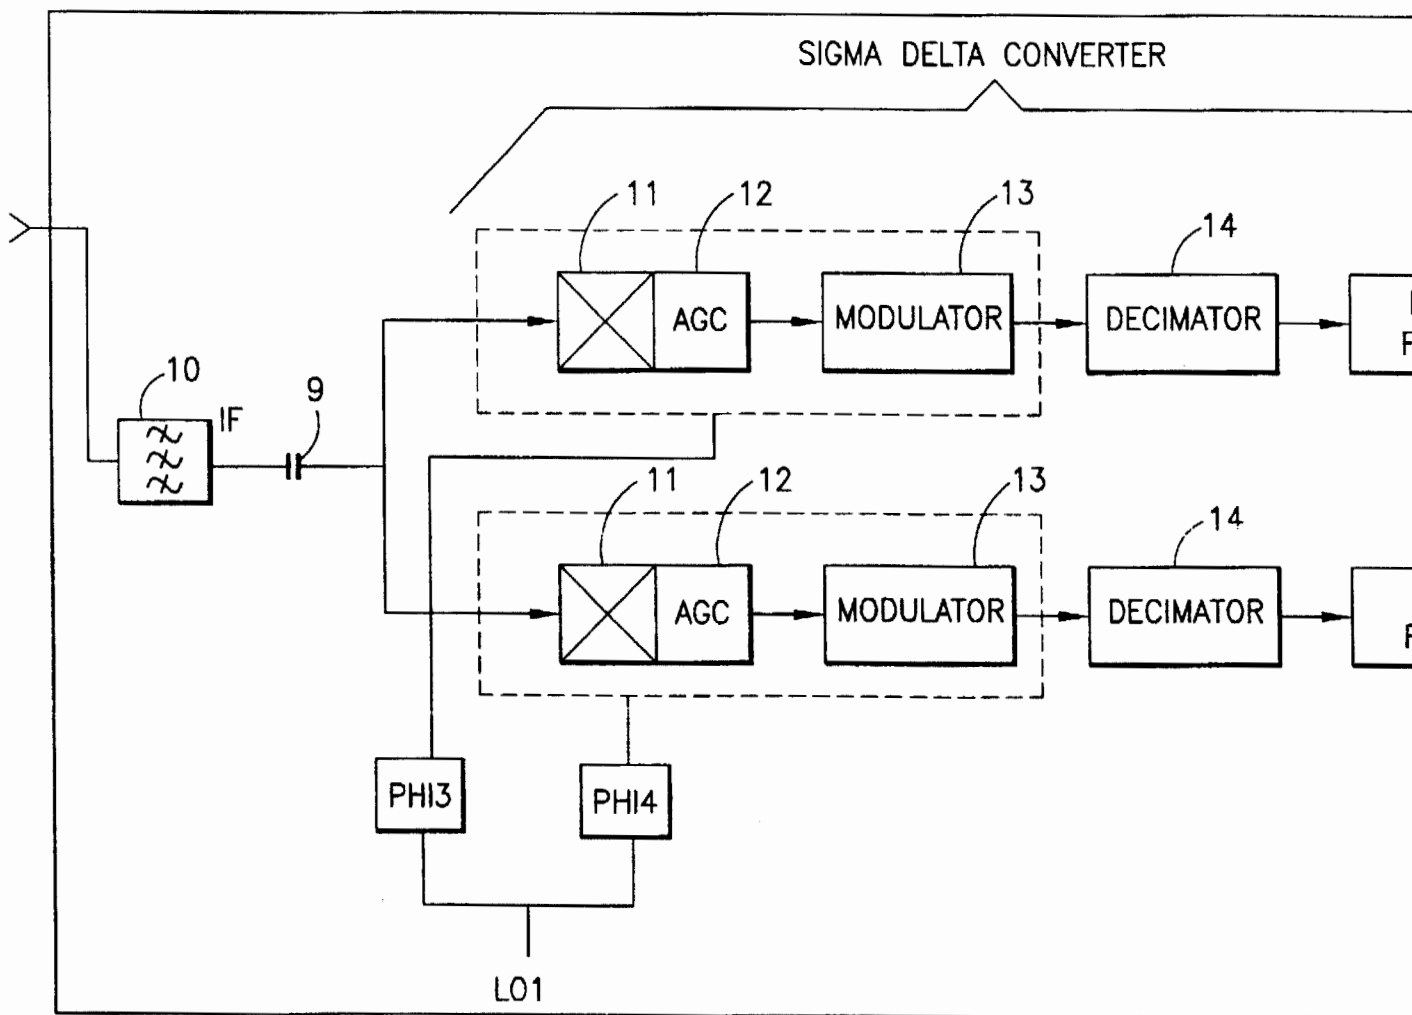 SIGMA DELTA CONVERTER
11
12
13
14
AGC
MODULATOR
DECIMATOR
10
IF
9
11
12
13
14
AGC
MODULATOR
DECIMATOR
PHI3
PHI4
LO1